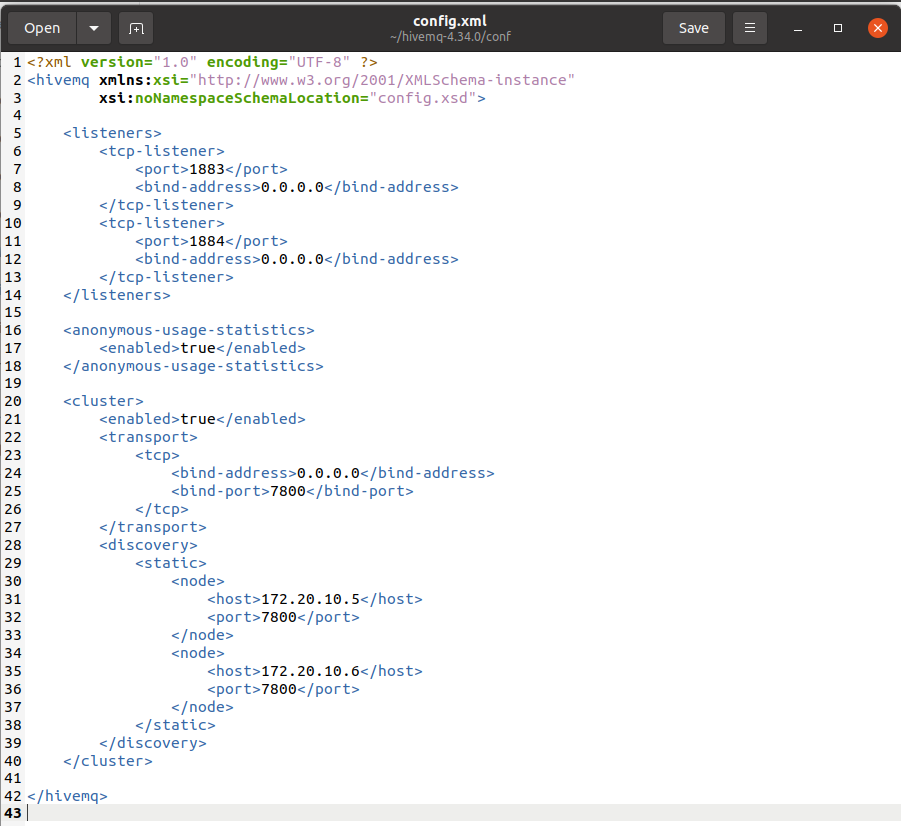 Open
config.xml
~/hivemq-4.34.0/conf
Save
1 <?xml version="1.0" encoding="UTF-8" ?>
2 <hivemq xmlns:xsi="http://www.w3.org/2001/XMLSchema-instance"
3         xsi:noNamespaceSchemaLocation="config.xsd">
4
5     <listeners>
6         <tcp-listener>
7             <port>1883</port>
8             <bind-address>0.0.0.0</bind-address>
9         </tcp-listener>
10         <tcp-listener>
11             <port>1884</port>
12             <bind-address>0.0.0.0</bind-address>
13         </tcp-listener>
14     </listeners>
15
16     <anonymous-usage-statistics>
17         <enabled>true</enabled>
18     </anonymous-usage-statistics>
19
20     <cluster>
21         <enabled>true</enabled>
22         <transport>
23             <tcp>
24                 <bind-address>0.0.0.0</bind-address>
25                 <bind-port>7800</bind-port>
26             </tcp>
27         </transport>
28         <discovery>
29             <static>
30                 <node>
31                     <host>172.20.10.5</host>
32                     <port>7800</port>
33                 </node>
34                 <node>
35                     <host>172.20.10.6</host>
36                     <port>7800</port>
37                 </node>
38             </static>
39         </discovery>
40     </cluster>
41
42 </hivemq>
43